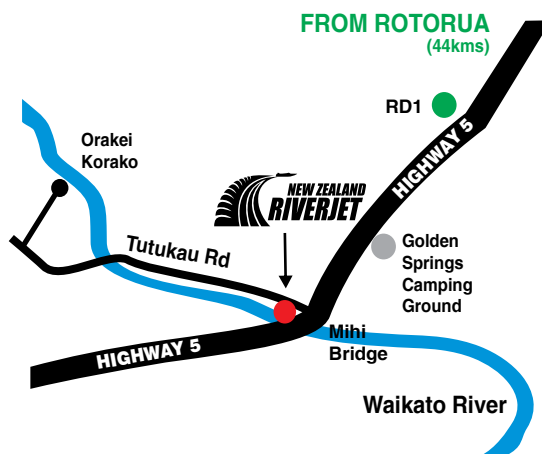 FROM ROTORUA
(44kms)
RD1
HIGHWAY 5
Orakei
Korako
NEW ZEALAND
RIVERJET
Tutukau Rd
Golden
Springs
Camping
Ground
Mihi
Bridge
HIGHWAY 5
Waikato River